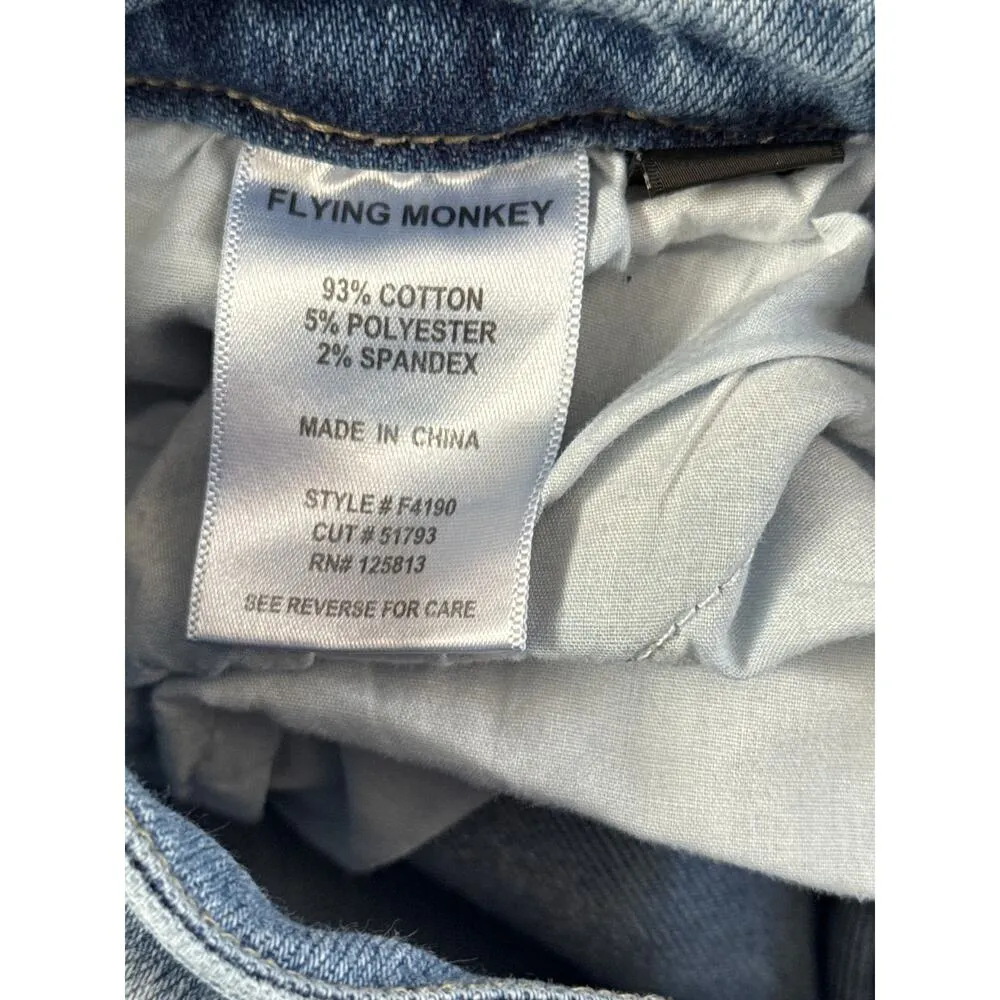 FLYING MONKEY
93% COTTON
5% POLYESTER
2% SPANDEX
MADE IN CHINA
STYLE # F4190
CUT # 51793
RN# 125813
SEE REVERSE FOR CARE